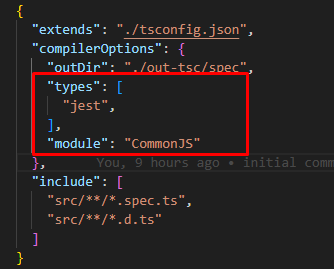 {
"extends": "./tsconfig.json",
"compilerOptions": {
"outDir": "./out-tsc/spec",
"types": [
"jest",
],
"module": "CommonJS"
}, You, 9 hours ago • initial comm
"include": [
"src/**/*.spec.ts",
"src/**/*.d.ts"
]
}